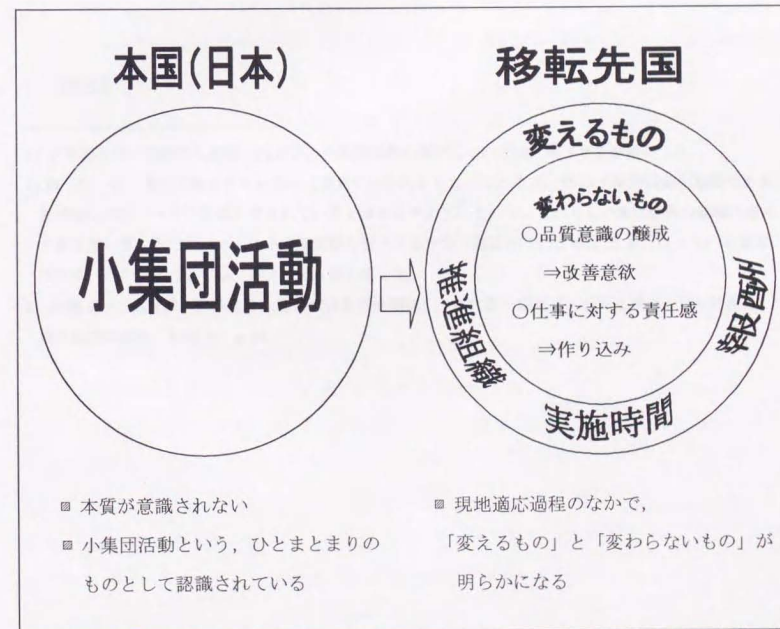 本国(日本)
小集団活動
▨ 本質が意識されない
▨ 小集団活動という，ひとまとまりの
ものとして認識されている
移転先国
変えるもの
変わらないもの
○品質意識の醸成
⇒改善意欲
○仕事に対する責任感
⇒作り込み
推進組織
実施時間
▨ 現地適応過程のなかで，
「変えるもの」と「変わらないもの」が
明らかになる